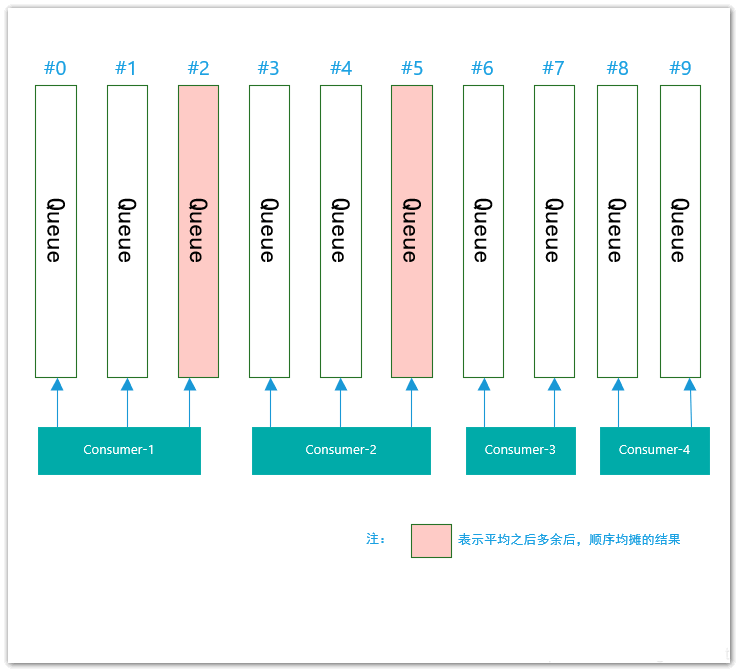 #0 #1 #2 #3 #4 #5 #6 #7 #8 #9
Queue Queue Queue Queue Queue Queue Queue Queue Queue Queue
Consumer-1 Consumer-2 Consumer-3 Consumer-4
注： 表示平均之后多余后，顺序均摊的结果